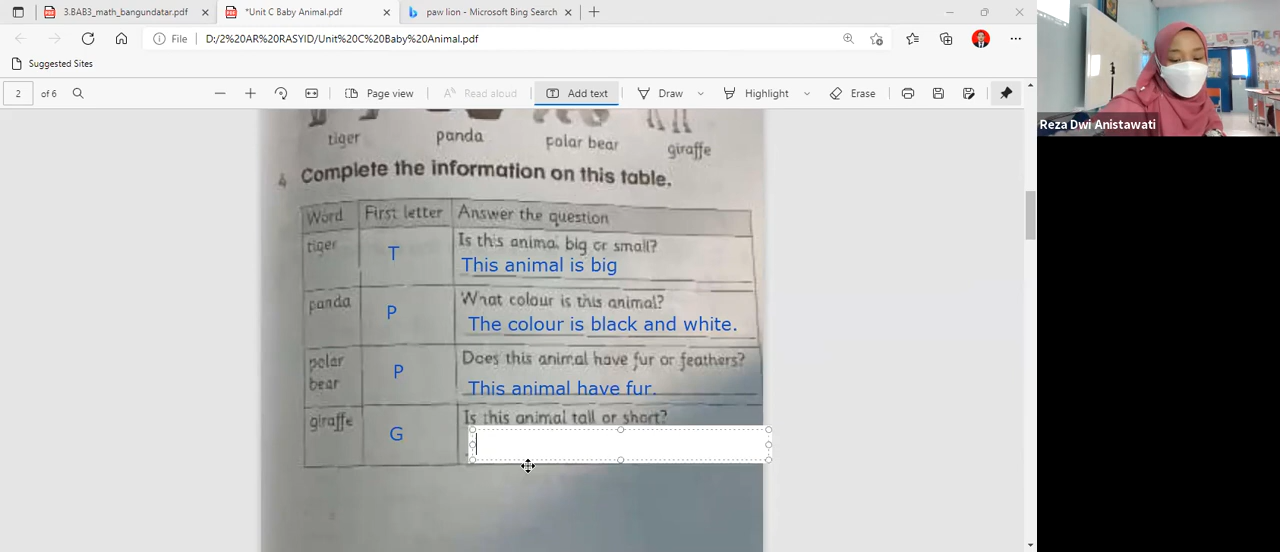 3.BAB3_math_bangundatar.pdf
*Unit C Baby Animal.pdf
paw lion - Microsoft Bing Search
File
D:/2%20AR%20RASYID/Unit%20C%20Baby%20Animal.pdf
Suggested Sites
2 of 6
Page view
Read aloud
Add text
Draw
Highlight
Erase
Reza Dwi Anistawati
tiger panda polar bear giraffe
4 Complete the information on this table.
Word First letter Answer the question
tiger T Is this animal big or small?
This animal is big
panda P What colour is this animal?
The colour is black and white.
polar bear P Does this animal have fur or feathers?
This animal have fur.
giraffe G Is this animal tall or short?